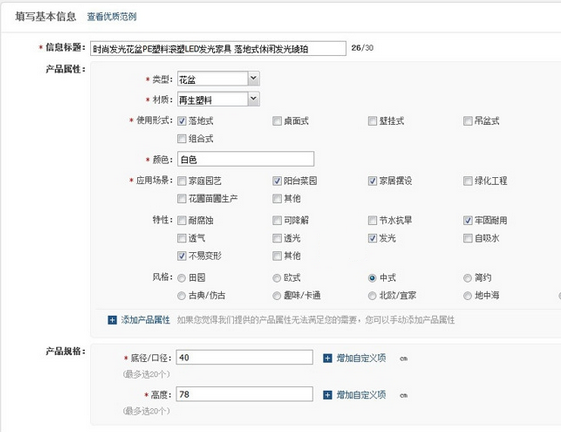 填写基本信息 查看优质范例
* 信息标题: 时尚发光花盆PE塑料滚塑LED发光家具 落地式休闲发光琥珀 26/30
产品属性:
* 类型: 花盆
* 材质: 再生塑料
* 使用形式: 落地式 桌面式 壁挂式 吊盆式
组合式
* 颜色: 白色
* 应用场景: 家庭园艺 阳台菜园 家居摆设 绿化工程
花圃苗圃生产 其他
特性: 耐腐蚀 可降解 节水抗旱 牢固耐用
透气 透光 发光 自吸水
不易变形 其他
风格: 田园 欧式 中式 简约
古典/仿古 趣味/卡通 北欧/宜家 地中海
添加产品属性 如果您觉得我们提供的产品属性无法满足您的需要，您可以手动添加产品属性
产品规格:
* 底径/口径: 40 增加自定义项 cm
(最多选20个)
* 高度: 78 增加自定义项 cm
(最多选20个)